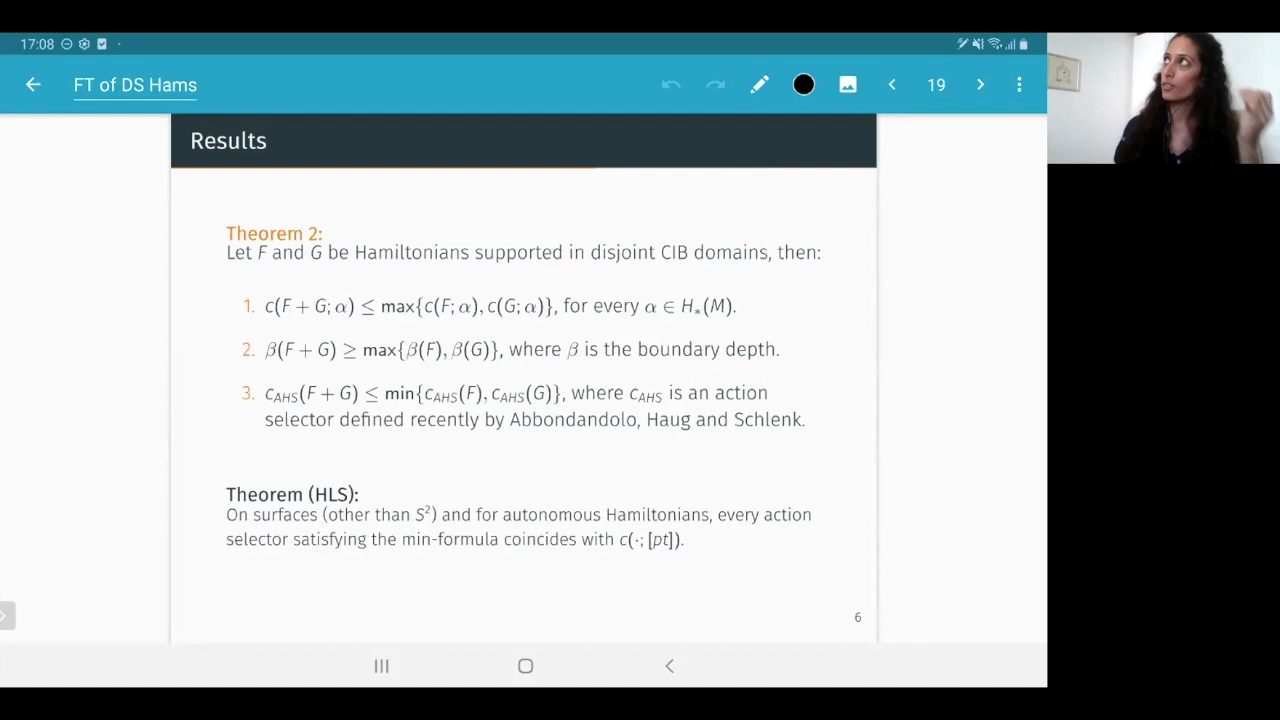 17:08
FT of DS Hams
19
Results
Theorem 2:
Let F and G be Hamiltonians supported in disjoint CIB domains, then:
1. c(F + G; α) ≤ max{c(F; α), c(G; α)}, for every α ∈ H∗(M).
2. β(F + G) ≥ max{β(F), β(G)}, where β is the boundary depth.
3. c_AHS(F + G) ≤ min{c_AHS(F), c_AHS(G)}, where c_AHS is an action
selector defined recently by Abbondandolo, Haug and Schlenk.
Theorem (HLS):
On surfaces (other than S²) and for autonomous Hamiltonians, every action
selector satisfying the min-formula coincides with c(·; [pt]).
6